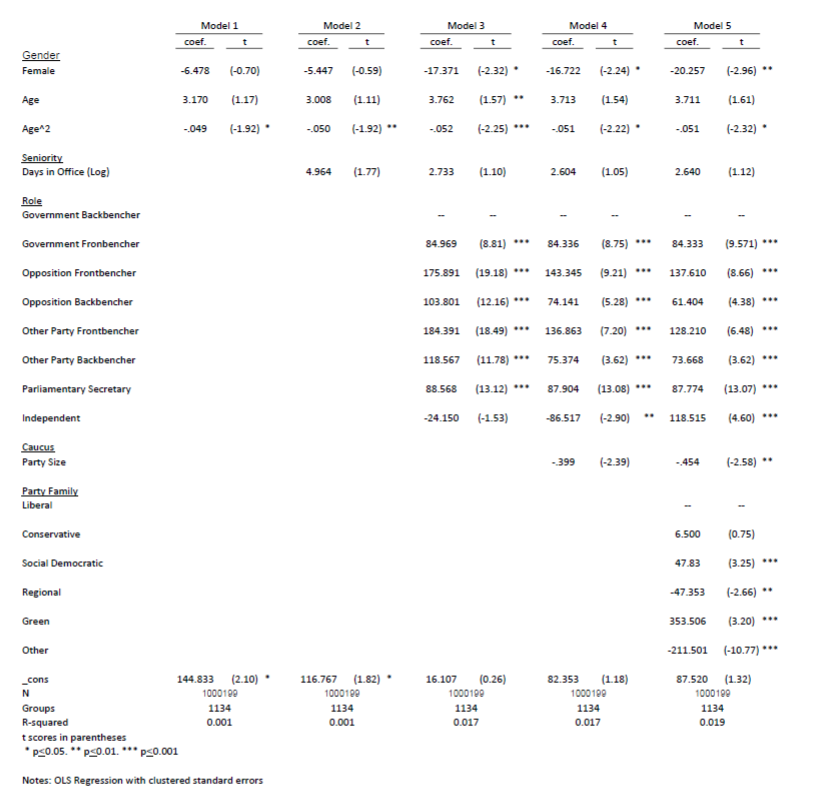 Model 1 Model 2 Model 3 Model 4 Model 5
coef. t coef. t coef. t coef. t coef. t
Gender
Female -6.478 (-0.70) -5.447 (-0.59) -17.371 (-2.32) * -16.722 (-2.24) * -20.257 (-2.96) **
Age 3.170 (1.17) 3.008 (1.11) 3.762 (1.57) ** 3.713 (1.54) 3.711 (1.61)
Age^2 -.049 (-1.92) * -.050 (-1.92) ** -.052 (-2.25) *** -.051 (-2.22) * -.051 (-2.32) *
Seniority
Days in Office (Log) 4.964 (1.77) 2.733 (1.10) 2.604 (1.05) 2.640 (1.12)
Role
Government Backbencher -- -- -- -- -- --
Government Fronbencher 84.969 (8.81) *** 84.336 (8.75) *** 84.333 (9.571) ***
Opposition Frontbencher 175.891 (19.18) *** 143.345 (9.21) *** 137.610 (8.66) ***
Opposition Backbencher 103.801 (12.16) *** 74.141 (5.28) *** 61.404 (4.38) ***
Other Party Frontbencher 184.391 (18.49) *** 136.863 (7.20) *** 128.210 (6.48) ***
Other Party Backbencher 118.567 (11.78) *** 75.374 (3.62) *** 73.668 (3.62) ***
Parliamentary Secretary 88.568 (13.12) *** 87.904 (13.08) *** 87.774 (13.07) ***
Independent -24.150 (-1.53) -86.517 (-2.90) ** 118.515 (4.60) ***
Caucus
Party Size -.399 (-2.39) -.454 (-2.58) **
Party Family
Liberal -- --
Conservative 6.500 (0.75)
Social Democratic 47.83 (3.25) ***
Regional -47.353 (-2.66) **
Green 353.506 (3.20) ***
Other -211.501 (-10.77) ***
_cons 144.833 (2.10) * 116.767 (1.82) * 16.107 (0.26) 82.353 (1.18) 87.520 (1.32)
N 1000199 1000199 1000199 1000199 1000199
Groups 1134 1134 1134 1134 1134
R-squared 0.001 0.001 0.017 0.017 0.019
t scores in parentheses
* p≤0.05. ** p≤0.01. *** p≤0.001
Notes: OLS Regression with clustered standard errors